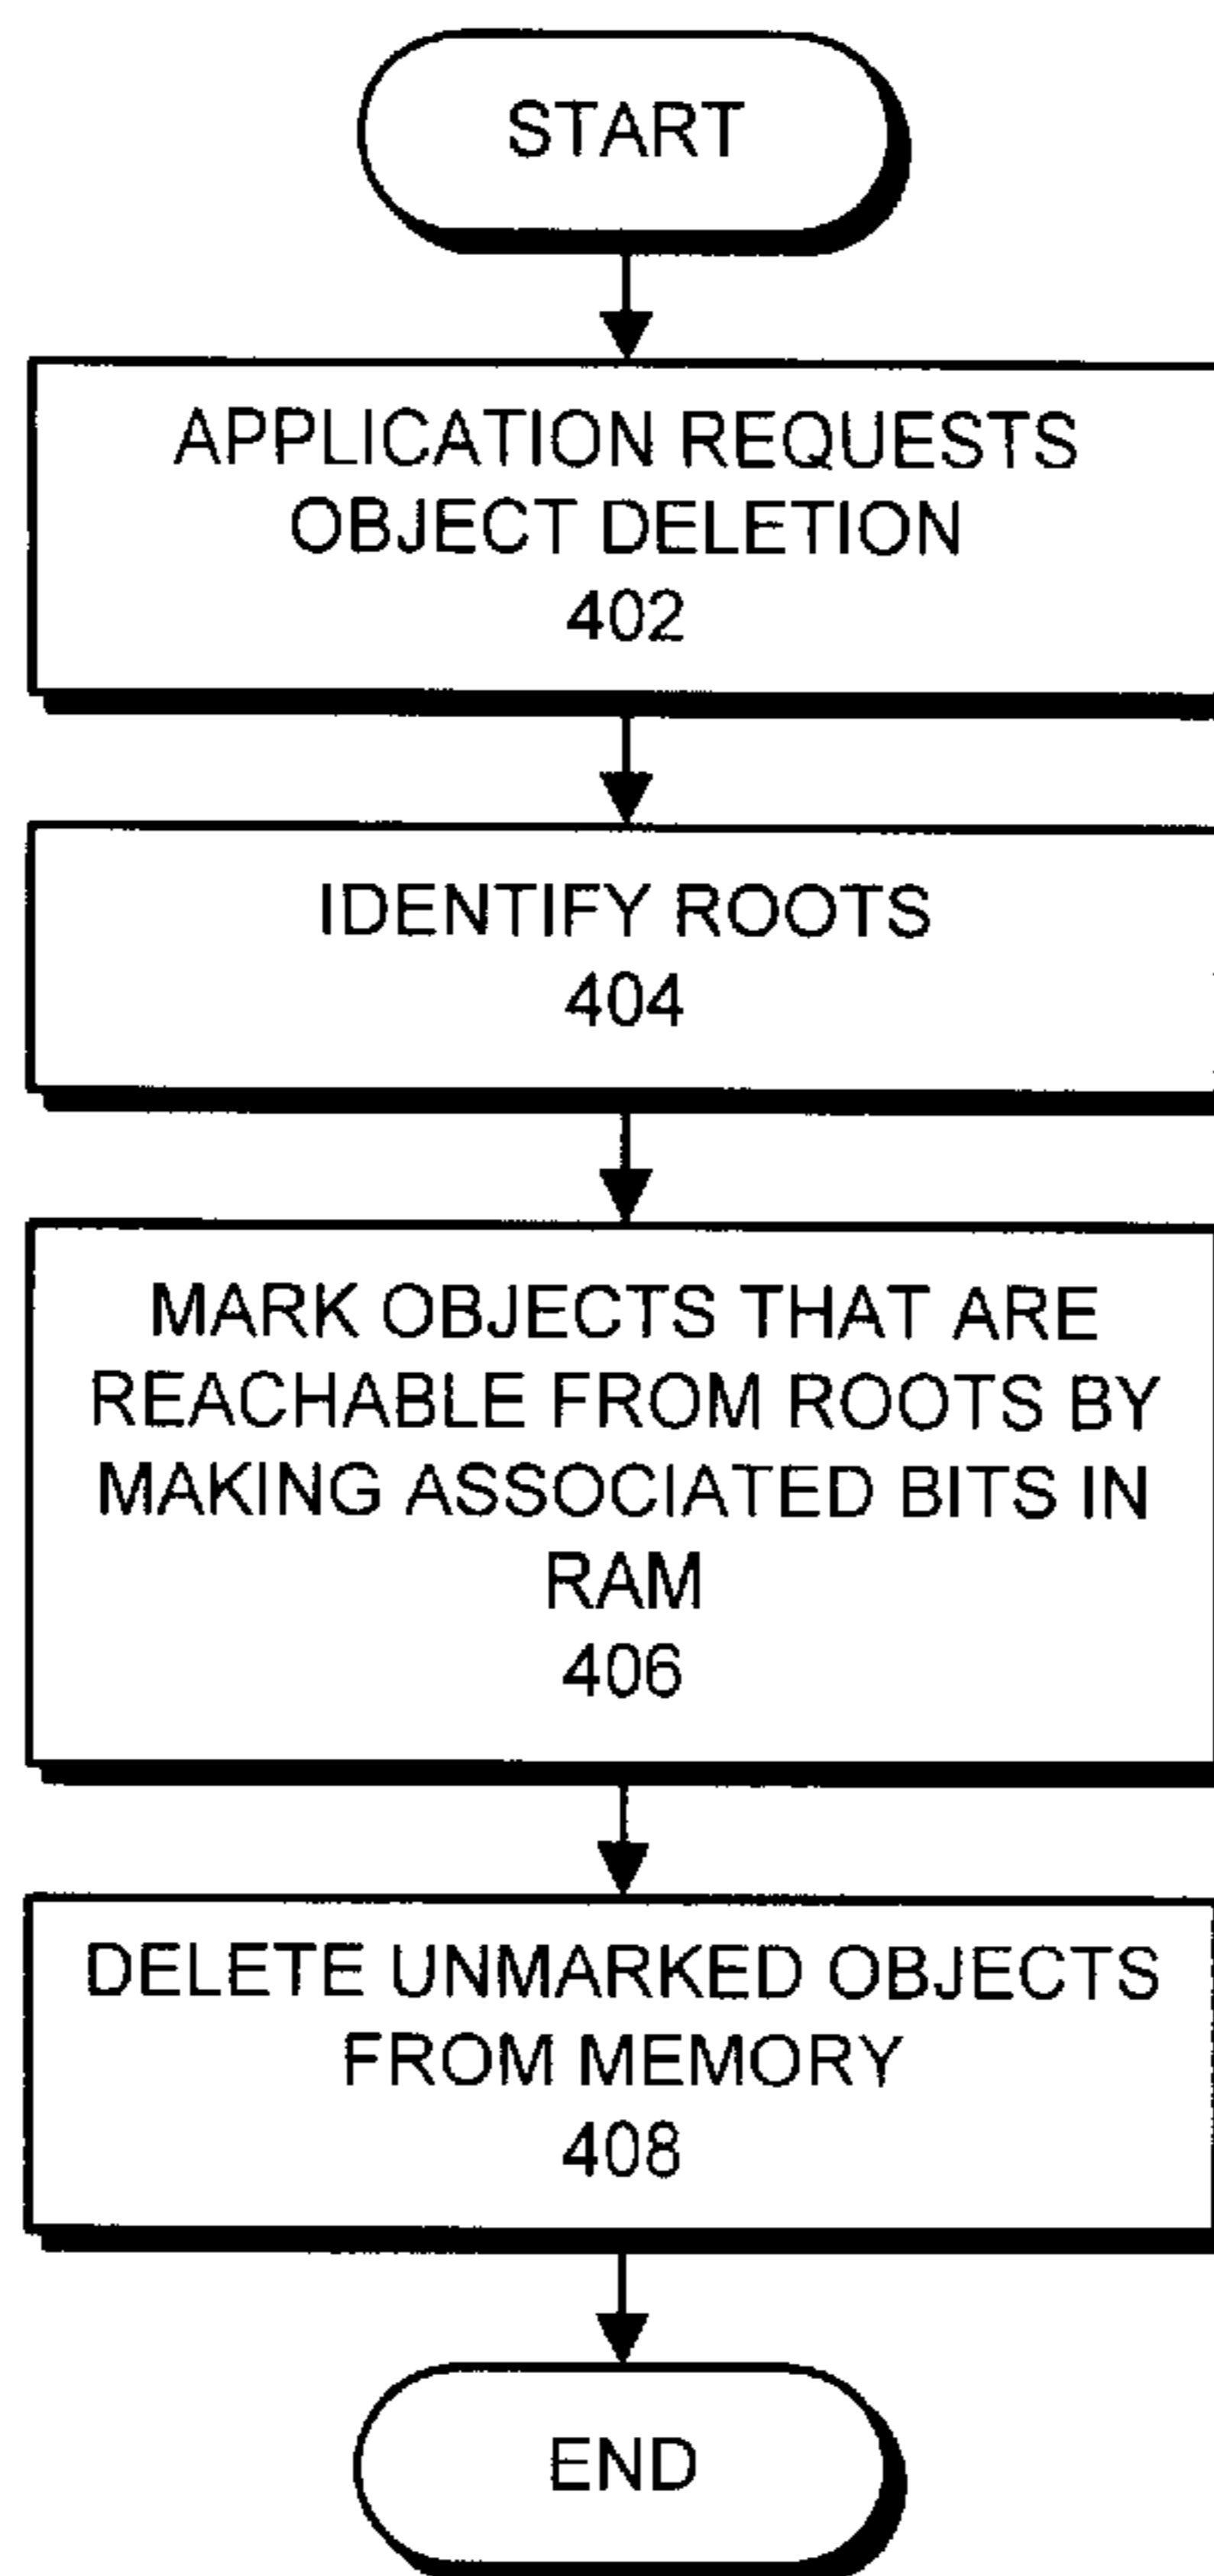 START
APPLICATION REQUESTS
OBJECT DELETION
402
IDENTIFY ROOTS
404
MARK OBJECTS THAT ARE
REACHABLE FROM ROOTS BY
MAKING ASSOCIATED BITS IN
RAM
406
DELETE UNMARKED OBJECTS
FROM MEMORY
408
END